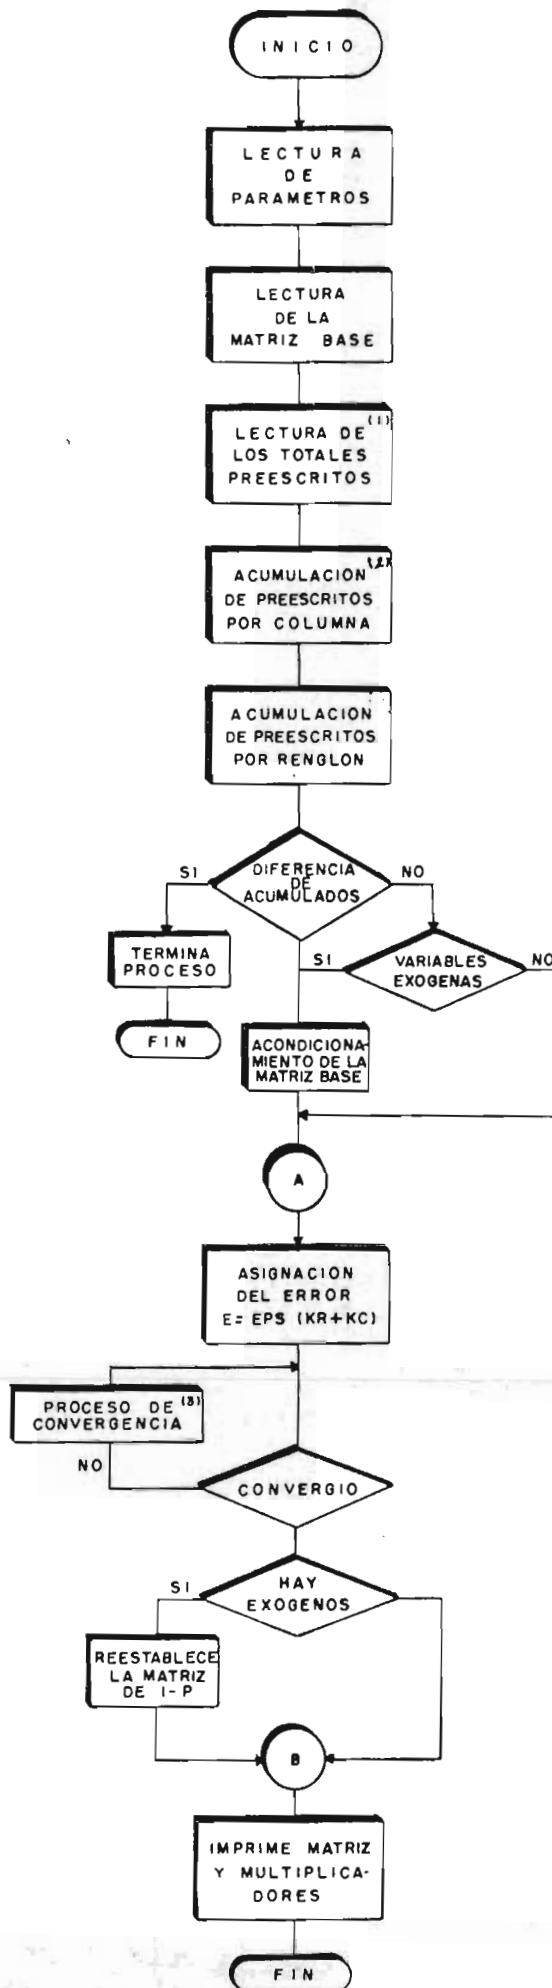 INICIO
LECTURA
DE
PARAMETROS
LECTURA
DE LA
MATRIZ BASE
LECTURA DE (1)
LOS TOTALES
PREESCRITOS
ACUMULACION (2)
DE PREESCRITOS
POR COLUMNA
ACUMULACION
DE PREESCRITOS
POR RENGLON
SI
DIFERENCIA
DE
ACUMULADOS
NO
TERMINA
PROCESO
FIN
SI
VARIABLES
EXOGENAS
NO
ACONDICIONA-
MIENTO DE LA
MATRIZ BASE
A
ASIGNACION
DEL ERROR
E= EPS (KR+KC)
PROCESO DE (3)
CONVERGENCIA
NO
CONVERGIO
SI
HAY
EXOGENOS
REESTABLECE
LA MATRIZ
DE I-P
B
IMPRIME MATRIZ
Y MULTIPLICA-
DORES
FIN